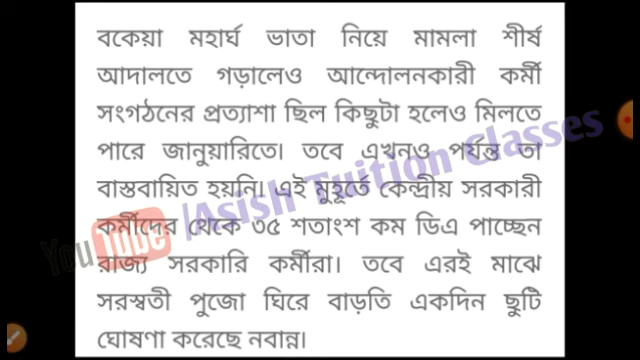 বকেয়া মহার্ঘ ভাতা নিয়ে মামলা শীর্ষ
আদালতে গড়ালেও আন্দোলনকারী কর্মী
সংগঠনের প্রত্যাশা ছিল কিছুটা হলেও মিলতে
পারে জানুয়ারিতে। তবে এখনও পর্যন্ত তা
বাস্তবায়িত হয়নি। এই মুহূর্তে কেন্দ্রীয় সরকারী
কর্মীদের থেকে ৩৫ শতাংশ কম ডিএ পাচ্ছেন
রাজ্য সরকারি কর্মীরা। তবে এরই মাঝে
সরস্বতী পুজো ঘিরে বাড়তি একদিন ছুটি
ঘোষণা করেছে নবান্ন।
YouTube |Asish Tuition Classes